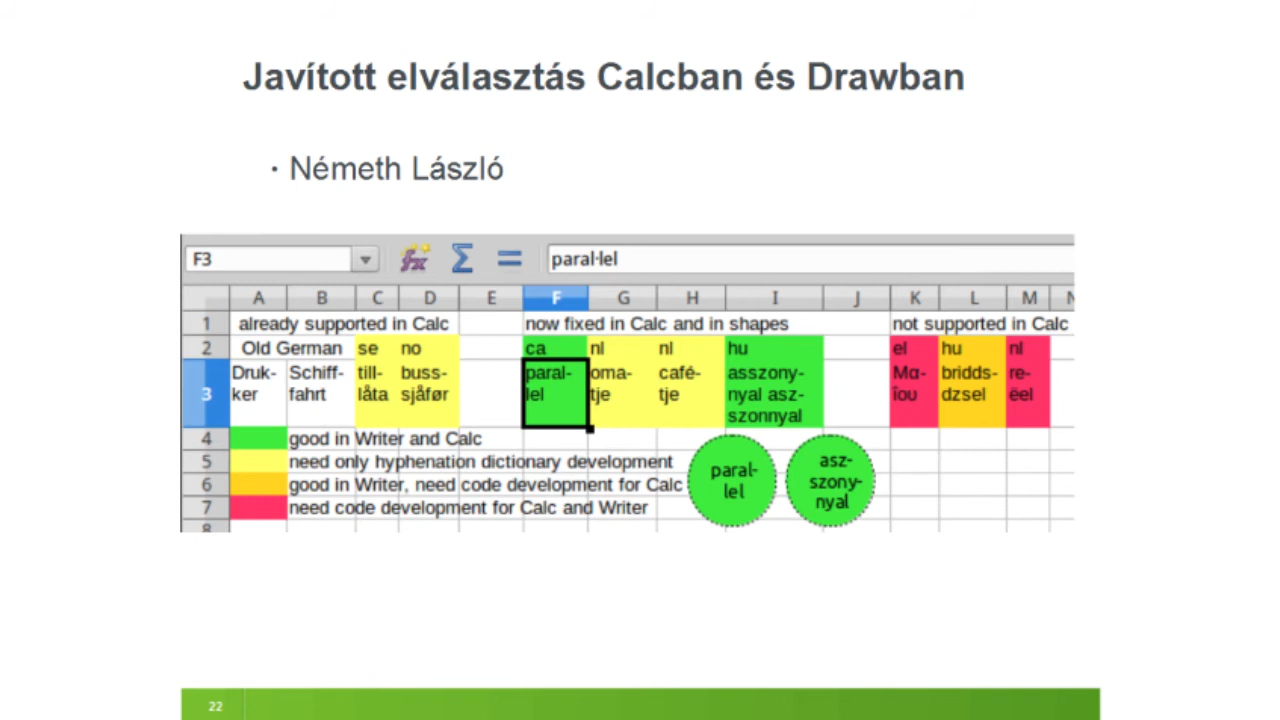 Javított elválasztás Calcban és Drawban
· Németh László
F3 paral·lel
A B C D E F G H I J K L M N
1 already supported in Calc now fixed in Calc and in shapes not supported in Calc
2 Old German se no ca nl nl hu el hu nl
3 Druk- Schiff- till- buss- paral- oma- café- asszony- Μα- bridds- re-
ker fahrt låta sjåfør lel tje tje nyal asz- ΐου dzsel ëel
szonnyal
4 good in Writer and Calc
5 need only hyphenation dictionary development
6 good in Writer, need code development for Calc
7 need code development for Calc and Writer
8
paral-
lel
asz-
szony-
nyal
22